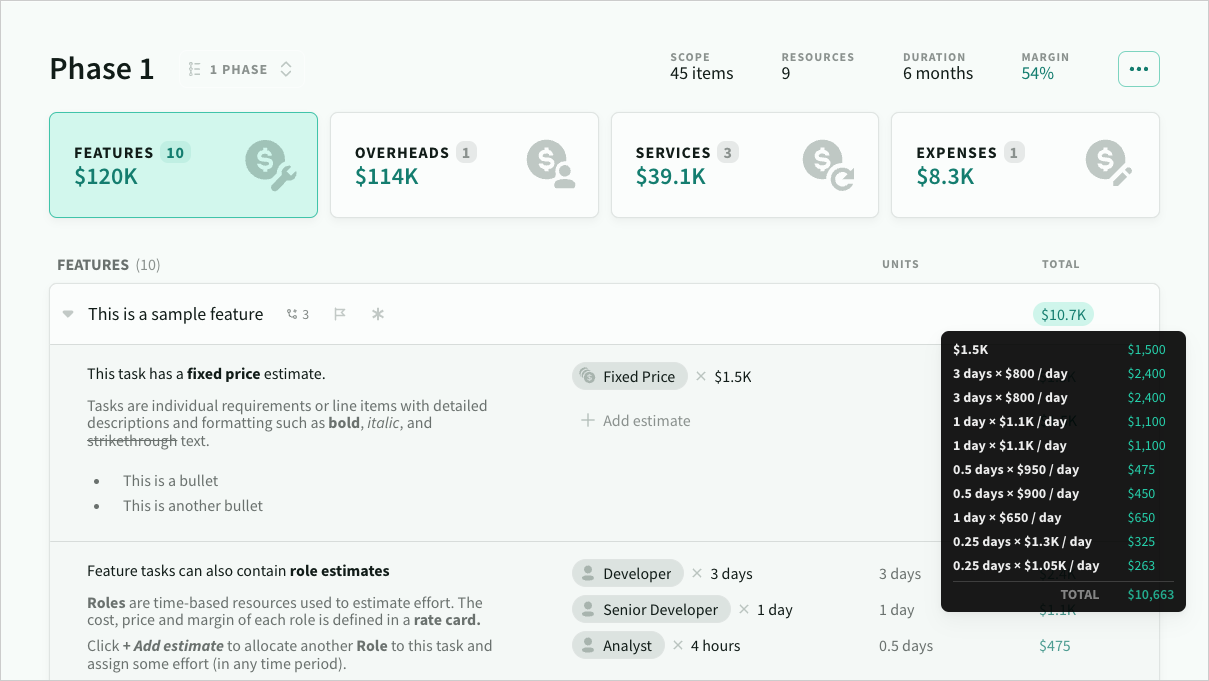 Phase 1
1 PHASE
SCOPE
45 items
RESOURCES
9
DURATION
6 months
MARGIN
54%
FEATURES 10
$120K
OVERHEADS 1
$114K
SERVICES 3
$39.1K
EXPENSES 1
$8.3K
FEATURES (10)
UNITS
TOTAL
This is a sample feature
3
$10.7K
This task has a fixed price estimate.
Tasks are individual requirements or line items with detailed
descriptions and formatting such as bold, italic, and
strikethrough text.
• This is a bullet
• This is another bullet
Fixed Price × $1.5K
Add estimate
$1.5K $1,500
3 days × $800 / day $2,400
3 days × $800 / day $2,400
1 day × $1.1K / day $1,100
1 day × $1.1K / day $1,100
0.5 days × $950 / day $475
0.5 days × $900 / day $450
1 day × $650 / day $650
0.25 days × $1.3K / day $325
0.25 days × $1.05K / day $263
TOTAL $10,663
Feature tasks can also contain role estimates
Roles are time-based resources used to estimate effort. The
cost, price and margin of each role is defined in a rate card.
Click + Add estimate to allocate another Role to this task and
assign some effort (in any time period).
Developer × 3 days 3 days
Senior Developer × 1 day 1 day $1.1K
Analyst × 4 hours 0.5 days $475